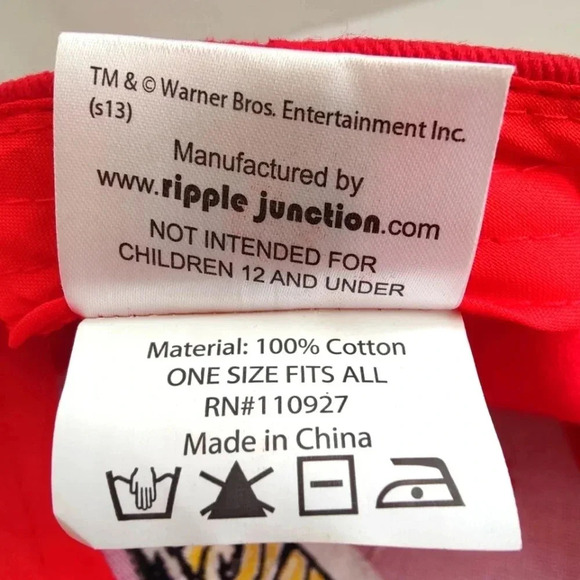 TM & © Warner Bros. Entertainment Inc.
(s13)
Manufactured by
www.ripple junction.com
NOT INTENDED FOR
CHILDREN 12 AND UNDER
Material: 100% Cotton
ONE SIZE FITS ALL
RN#110927
Made in China